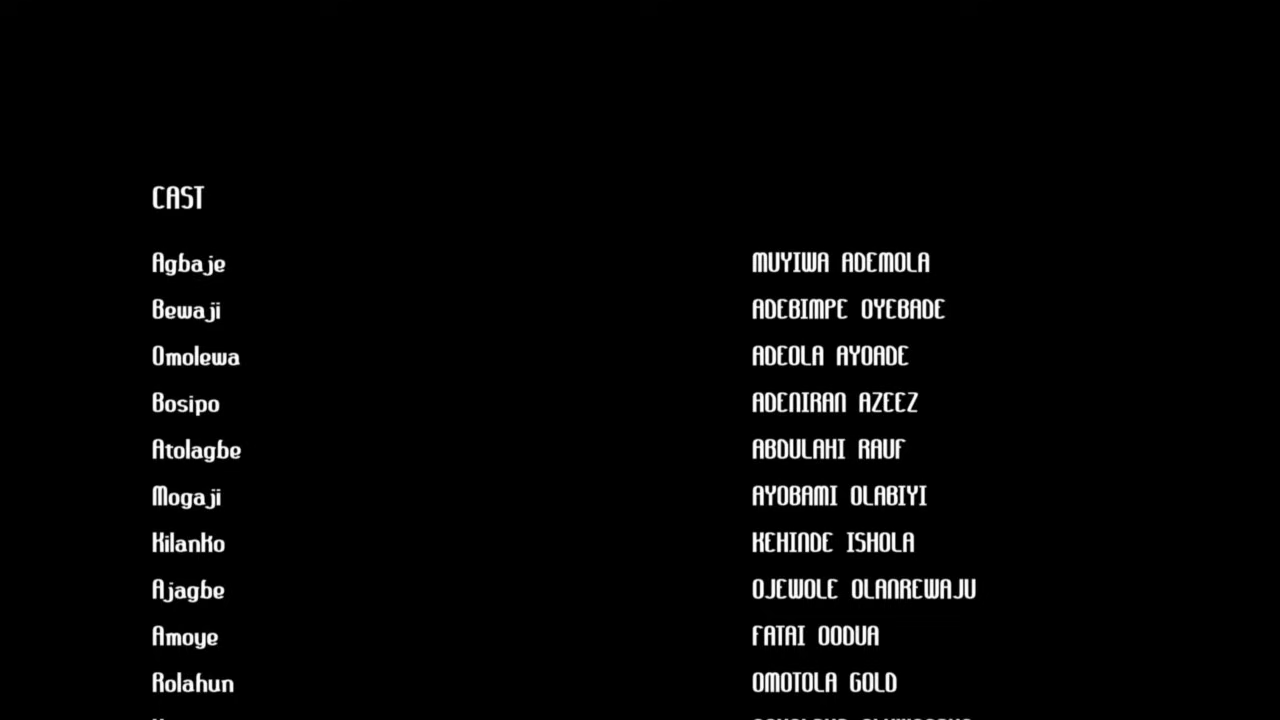 CAST
Agbaje MUYIWA ADEMOLA
Bewaji ADEBIMPE OYEBADE
Omolewa ADEOLA AYOADE
Bosipo ADENIRAN AZEEZ
Atolagbe ABDULAHI RAUF
Mogaji AYOBAMI OLABIYI
Kilanko KEHINDE ISHOLA
Ajagbe OJEWOLE OLANREWAJU
Amoye FATAI OODUA
Rolahun OMOTOLA GOLD